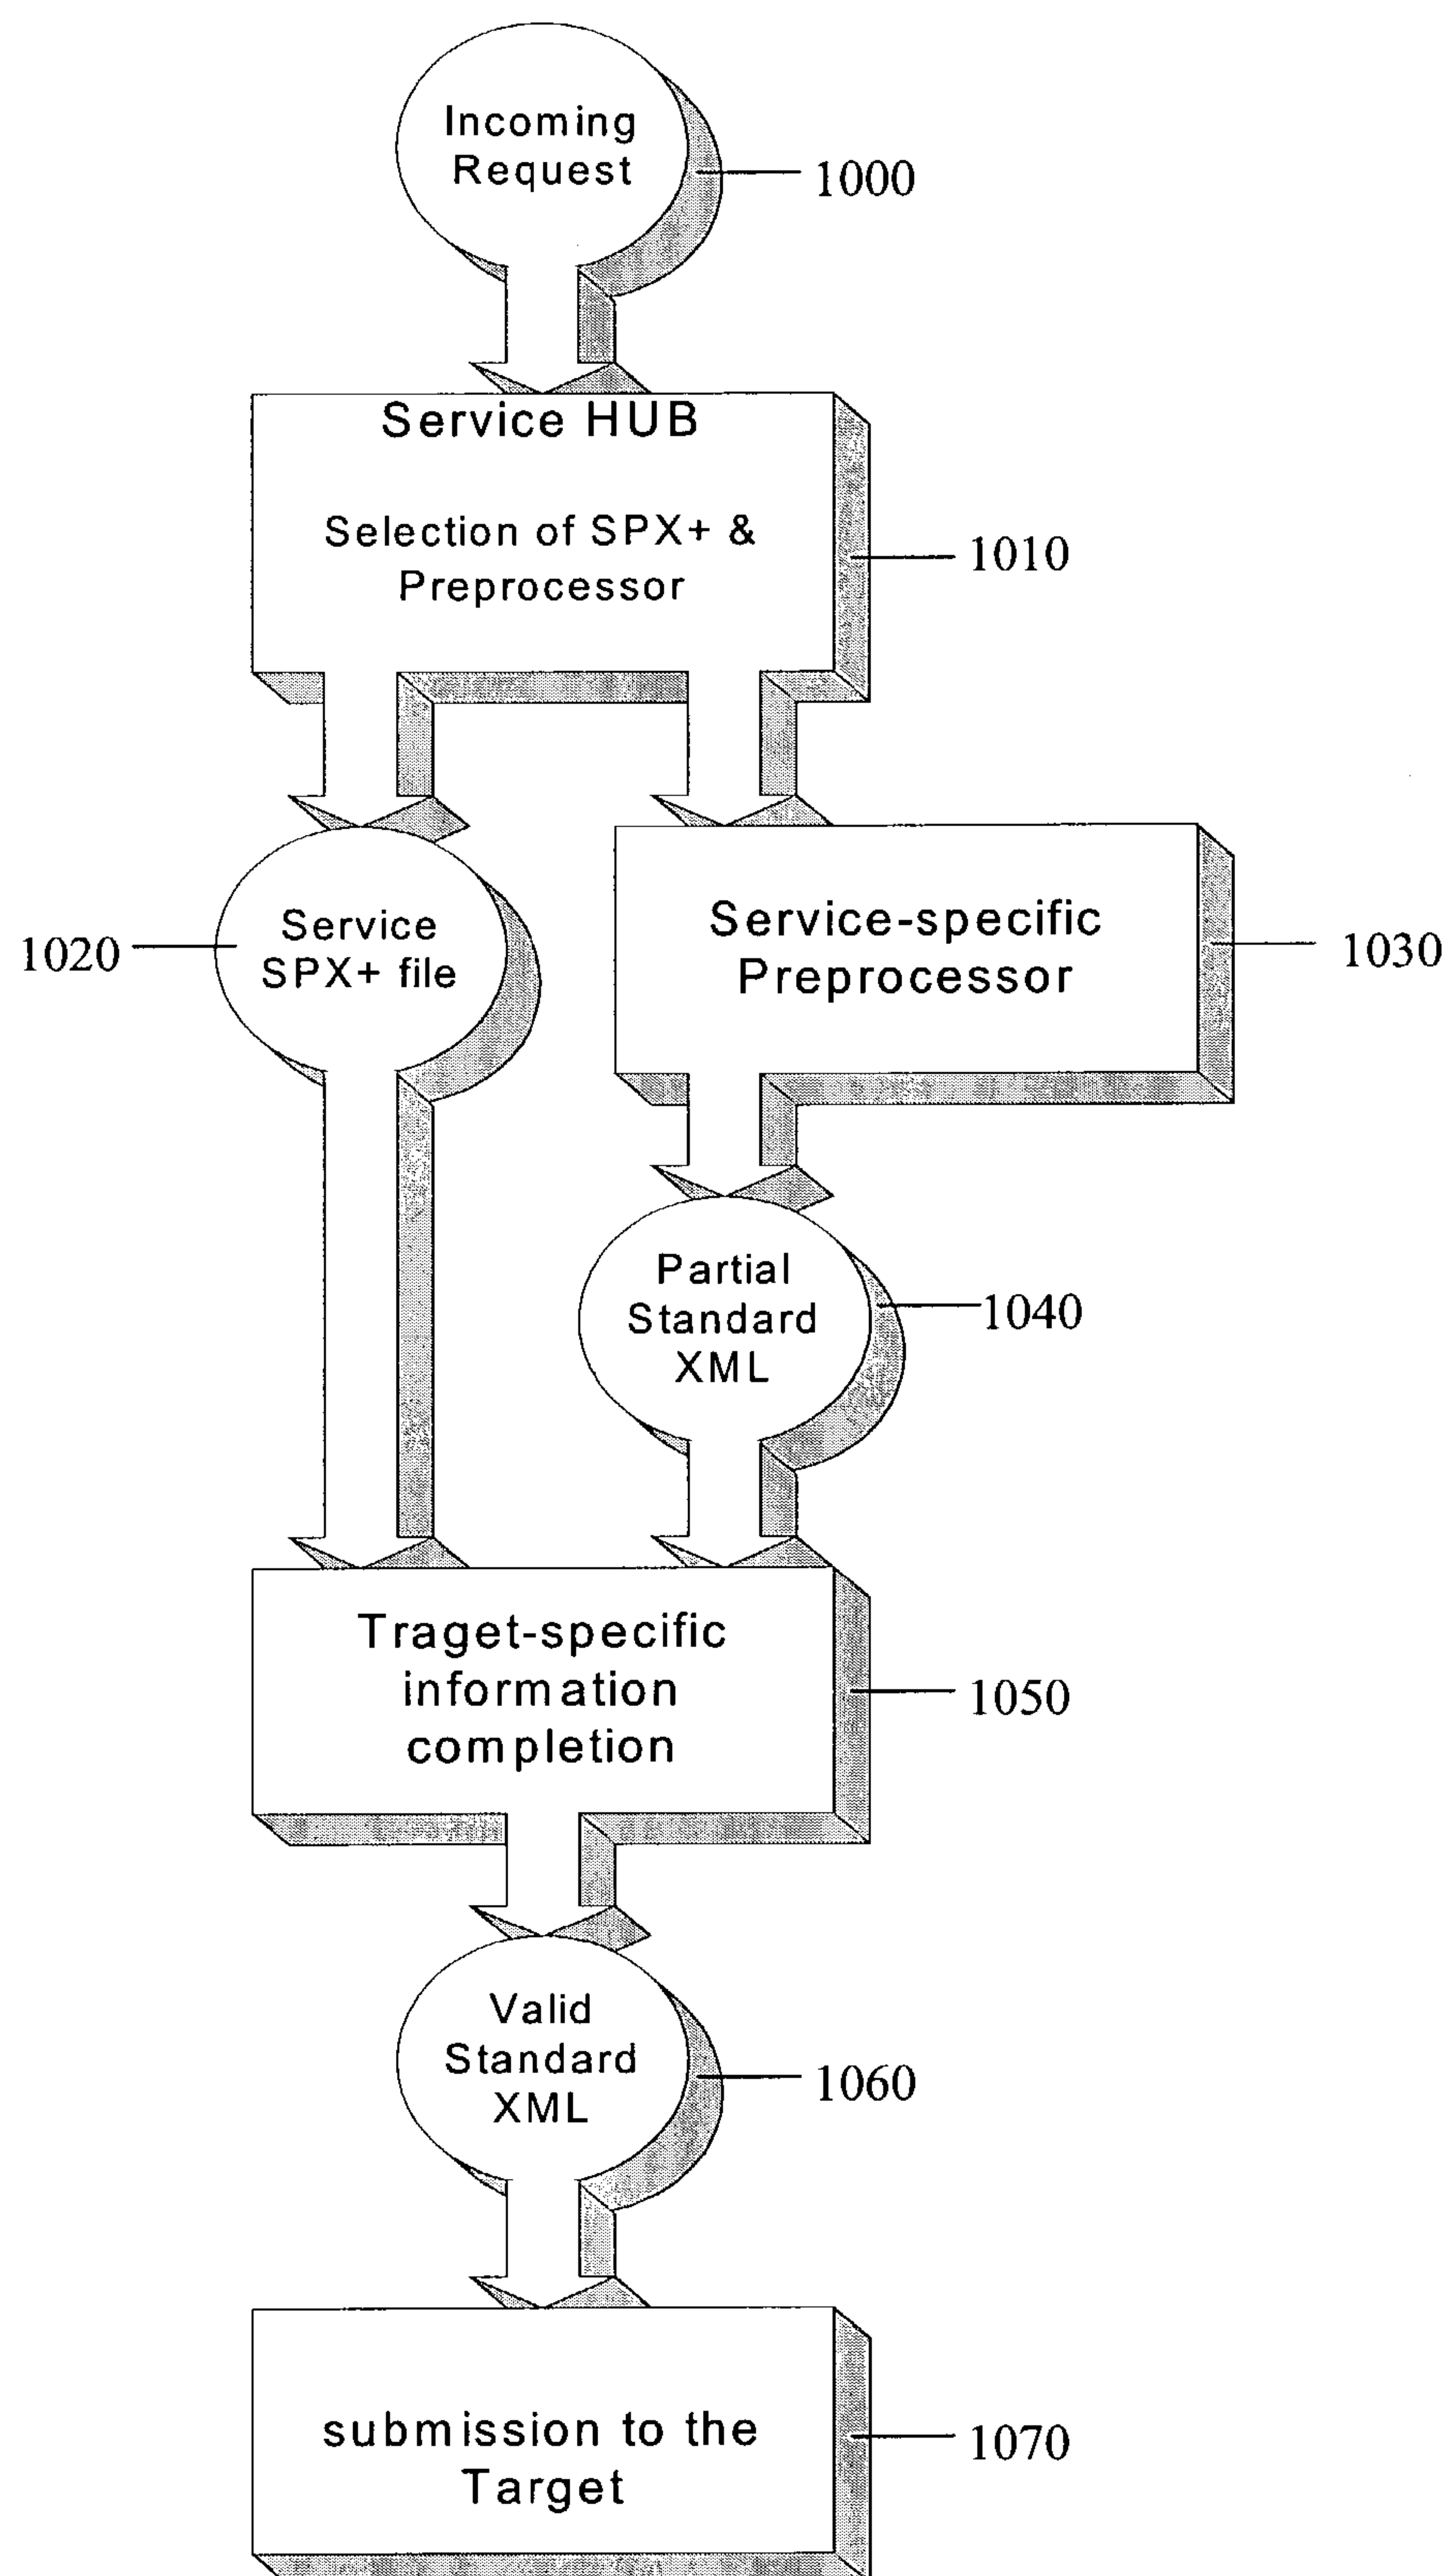 Incoming
Request
1000
Service HUB
Selection of SPX+ &
Preprocessor
1010
1020
Service
SPX+ file
Service-specific
Preprocessor
1030
Partial
Standard
XML
1040
Traget-specific
information
completion
1050
Valid
Standard
XML
1060
submission to the
Target
1070